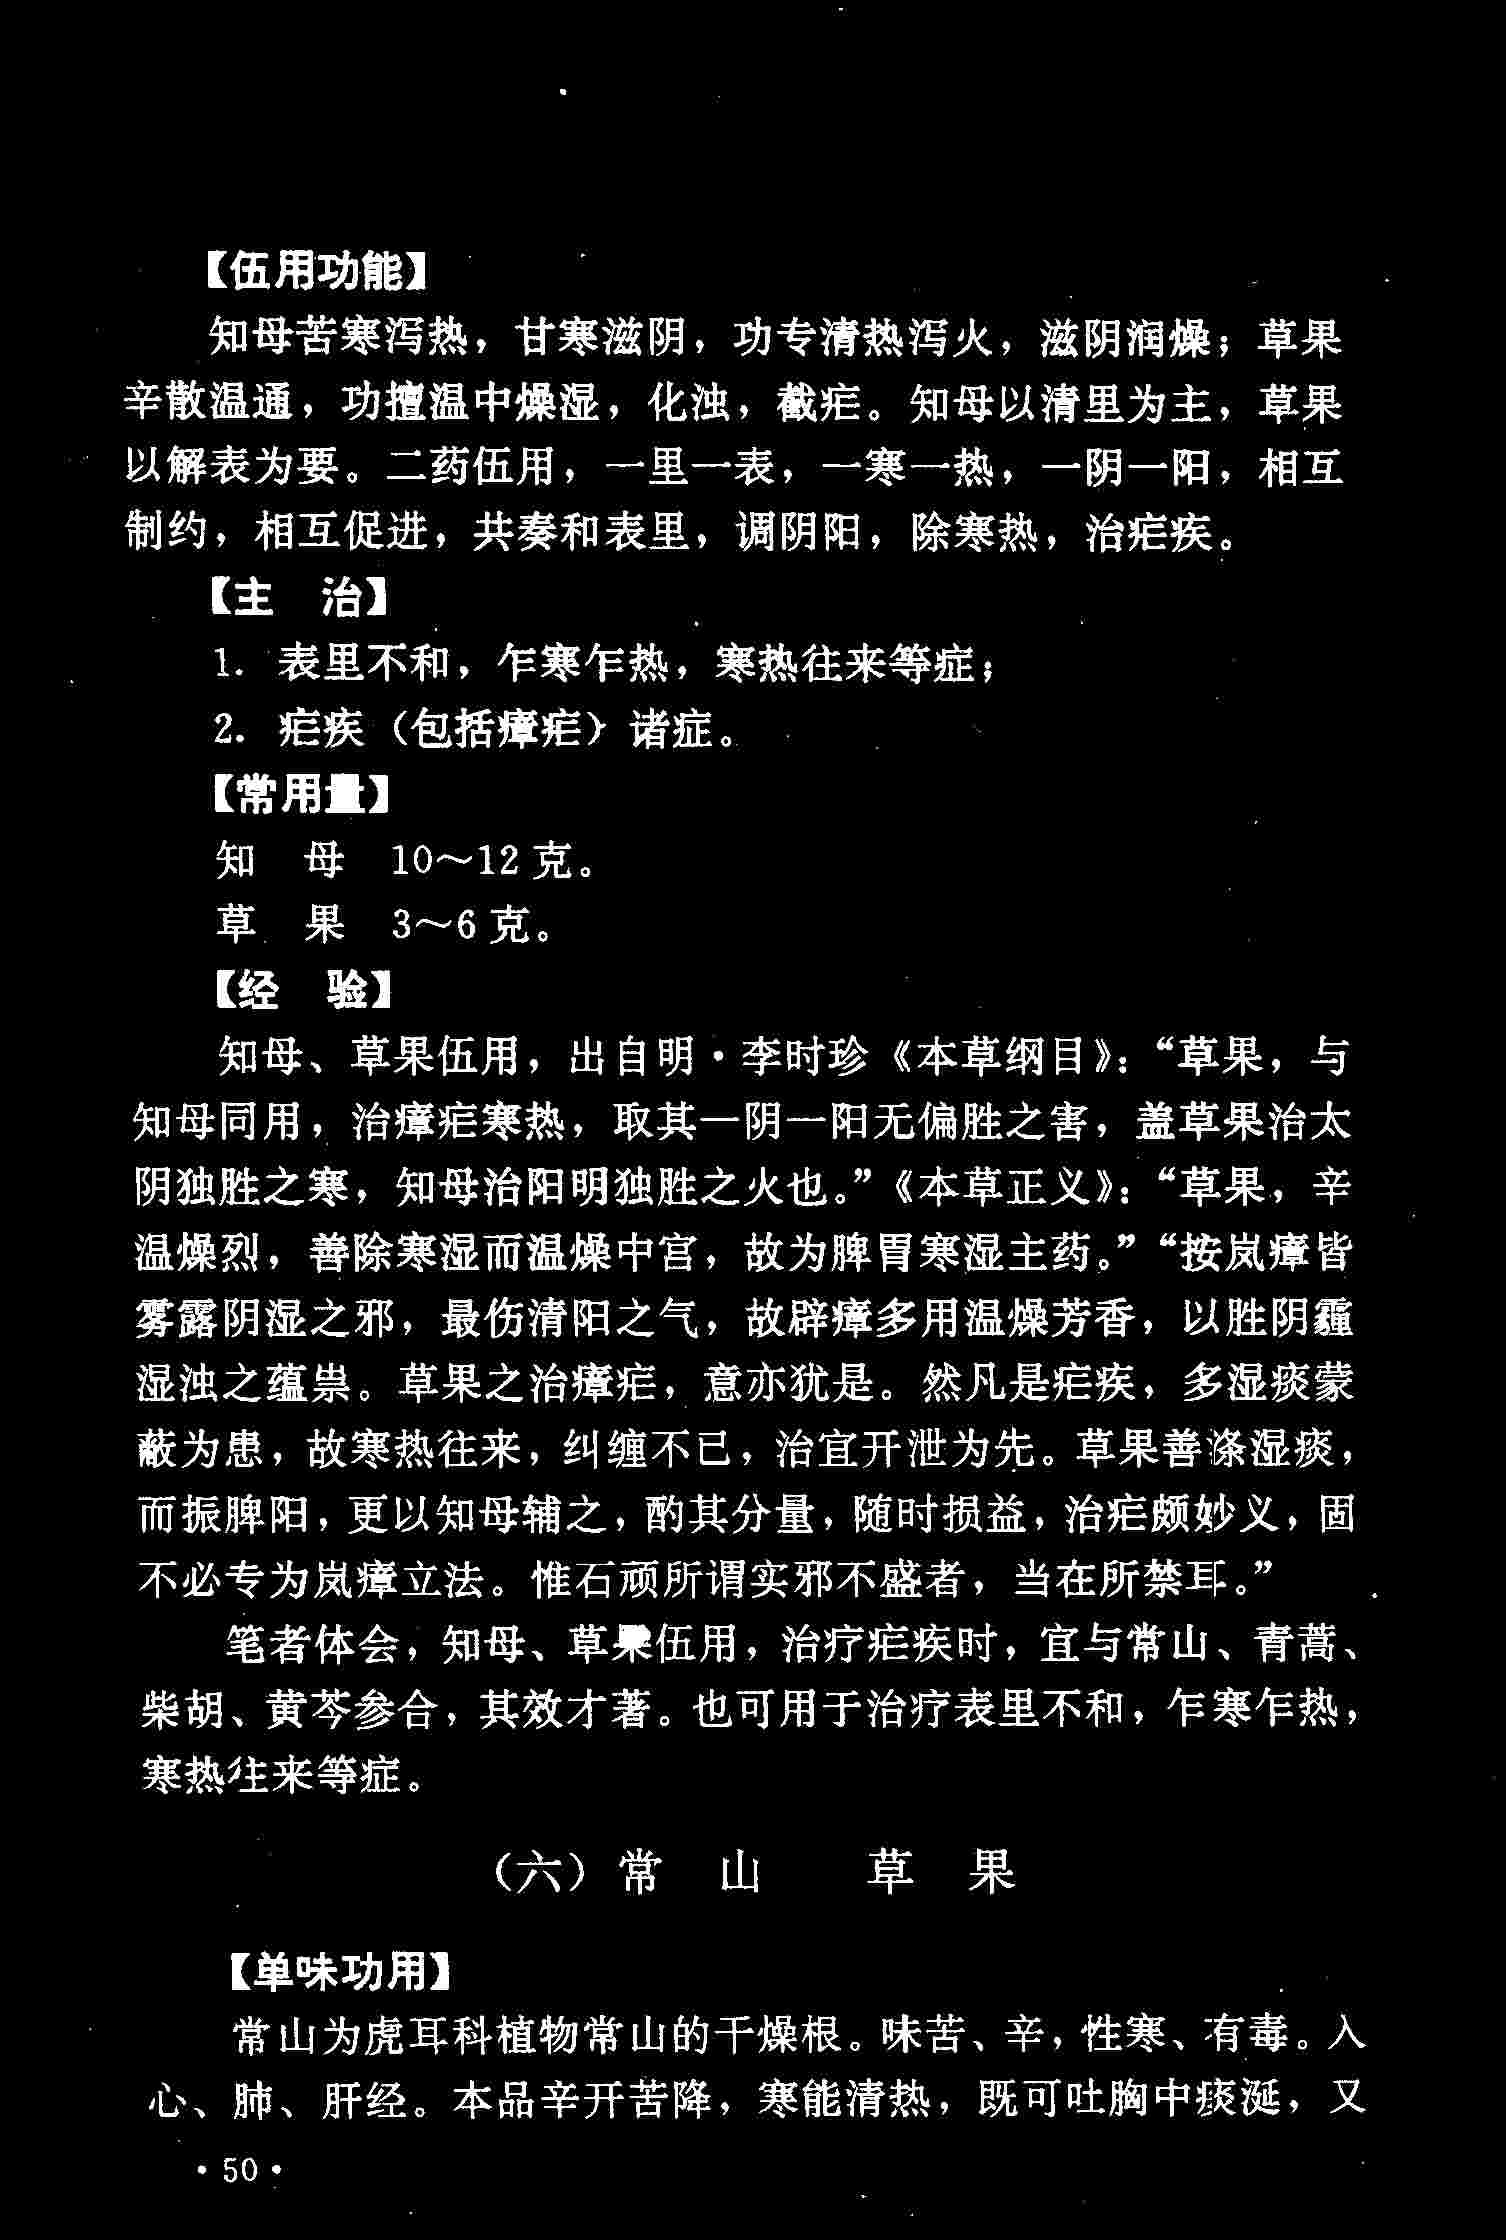 【伍用功能】
知母苦寒泻热，甘寒滋阴，功专清热泻火，滋阴润燥；草果
辛散温通，功擅温中燥湿，化浊，截疟。知母以清里为主，草果
以解表为要。二药伍用，一里一表，一寒一热，一阴一阳，相互
制约，相互促进，共奏和表里，调阴阳，除寒热，治疟疾。
【主　治】
1. 表里不和，乍寒乍热，寒热往来等症；
2. 疟疾（包括瘴疟）诸症。
【常用量】
知　母　10～12 克。
草　果　3～6 克。
【经　验】
知母、草果伍用，出自明·李时珍《本草纲目》：“草果，与
知母同用，治瘴疟寒热，取其一阴一阳无偏胜之害，盖草果治太
阴独胜之寒，知母治阳明独胜之火也。”《本草正义》：“草果，辛
温燥烈，善除寒湿而温燥中宫，故为脾胃寒湿主药。”“按岚瘴皆
雾露阴湿之邪，最伤清阳之气，故辟瘴多用温燥芳香，以胜阴霾
湿浊之蕴祟。草果之治瘴疟，意亦犹是。然凡是疟疾，多湿痰蒙
蔽为患，故寒热往来，纠缠不已，治宜开泄为先。草果善涤湿痰，
而振脾阳，更以知母辅之，酌其分量，随时损益，治疟颇妙义，固
不必专为岚瘴立法。惟石顽所谓实邪不盛者，当在所禁耳。”
笔者体会，知母、草果伍用，治疗疟疾时，宜与常山、青蒿、
柴胡、黄芩参合，其效才著。也可用于治疗表里不和，乍寒乍热，
寒热往来等症。
（六）常　山　　草　果
【单味功用】
常山为虎耳科植物常山的干燥根。味苦、辛，性寒、有毒。入
心、肺、肝经。本品辛开苦降，寒能清热，既可吐胸中痰涎，又
· 50 ·